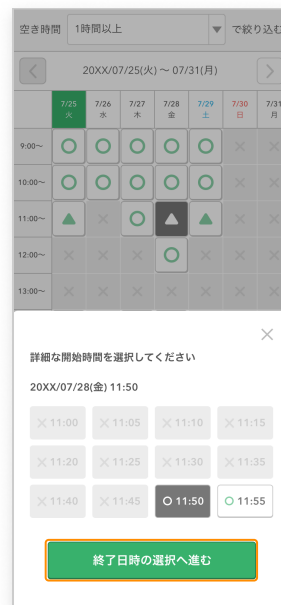 空き時間 1時間以上 ▼ で絞り込む
< 20XX/07/25(火) ～ 07/31(月) >
7/25 7/26 7/27 7/28 7/29 7/30 7/31
火 水 木 金 土 日 月
9:00〜 ○ ○ ○ ○ ○ × ×
10:00〜 ○ ○ ○ ○ ○ × ×
11:00〜 ▲ × ○ ▲ ▲ × ×
12:00〜 × × × ○ × × ×
13:00〜 × × × × × × ×
×
詳細な開始時間を選択してください
20XX/07/28(金) 11:50
×11:00 ×11:05 ×11:10 ×11:15
×11:20 ×11:25 ×11:30 ×11:35
×11:40 ×11:45 ○ 11:50 ○ 11:55
終了日時の選択へ進む